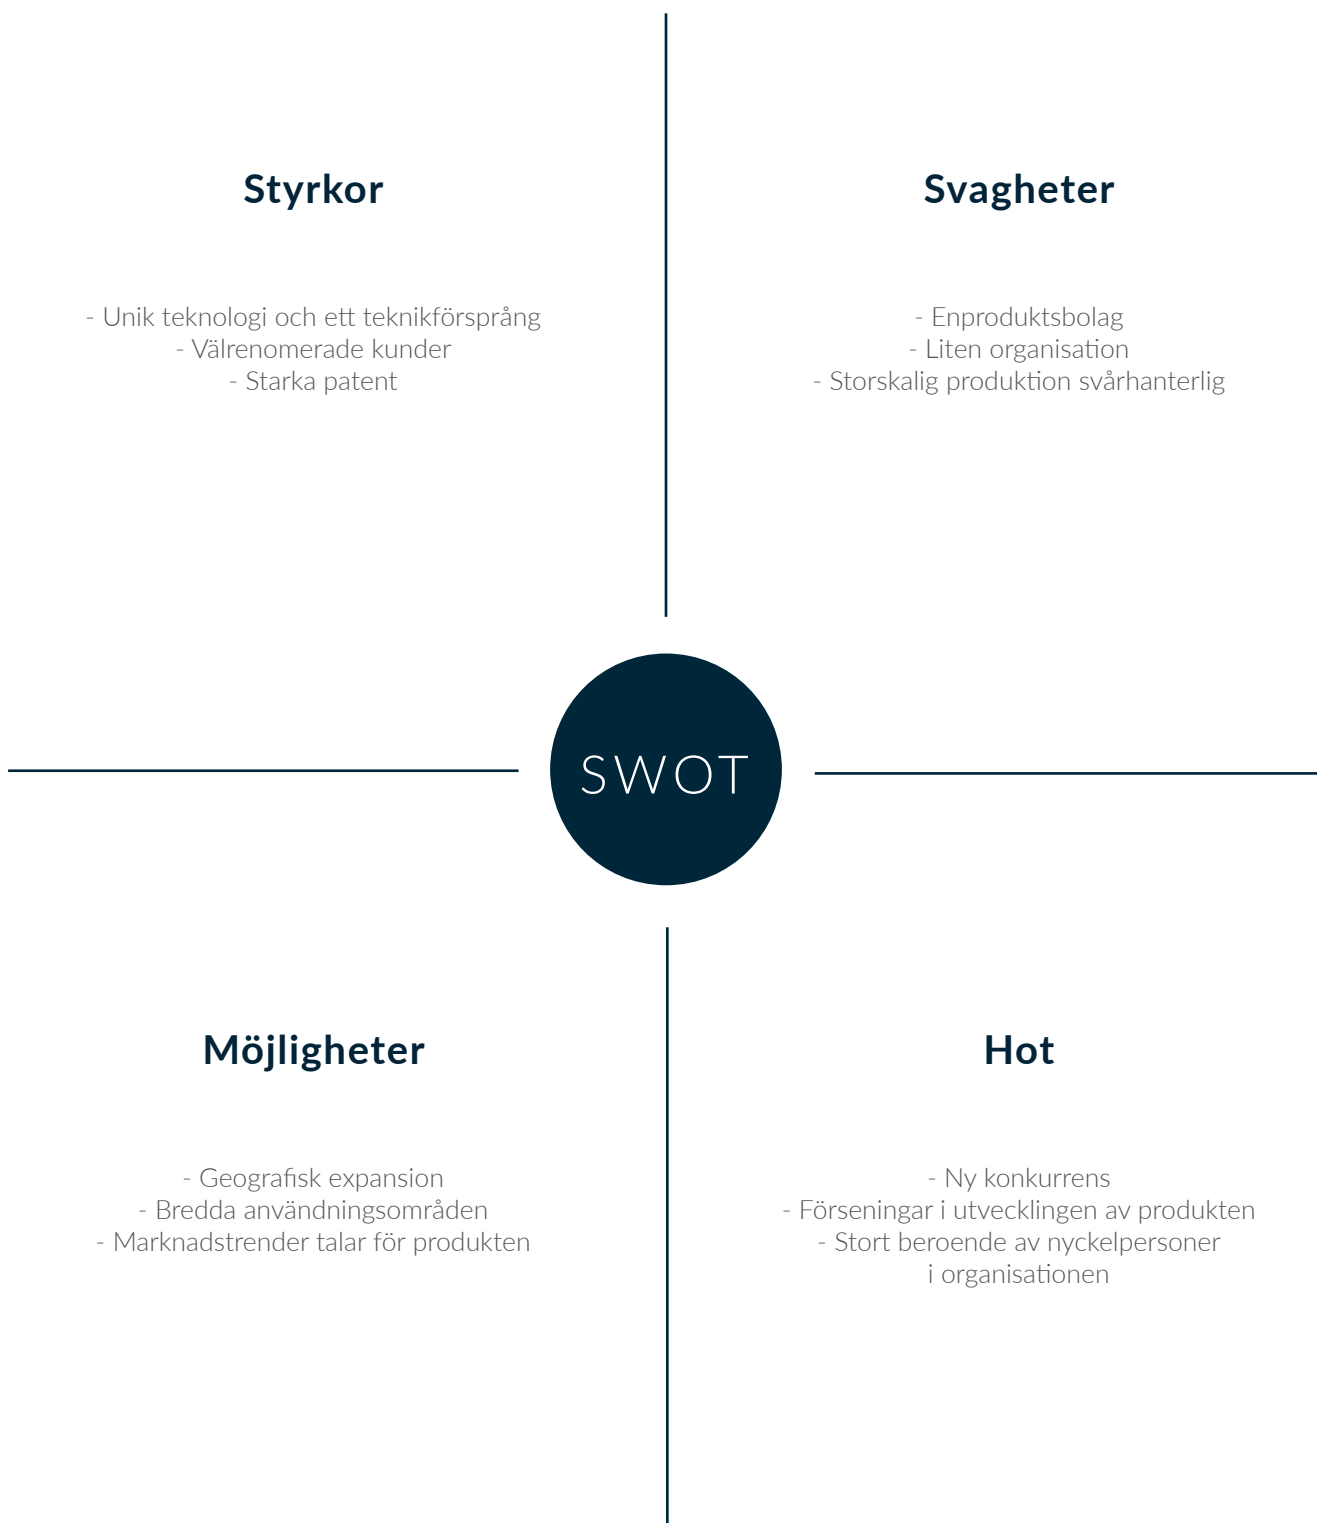 Styrkor
- Unik teknologi och ett teknikförsprång
- Välrenomerade kunder
- Starka patent
Svagheter
- Enproduktsbolag
- Liten organisation
- Storskalig produktion svårhanterlig
SWOT
Möjligheter
- Geografisk expansion
- Bredda användningsområden
- Marknadstrender talar för produkten
Hot
- Ny konkurrens
- Förseningar i utvecklingen av produkten
- Stort beroende av nyckelpersoner
i organisationen